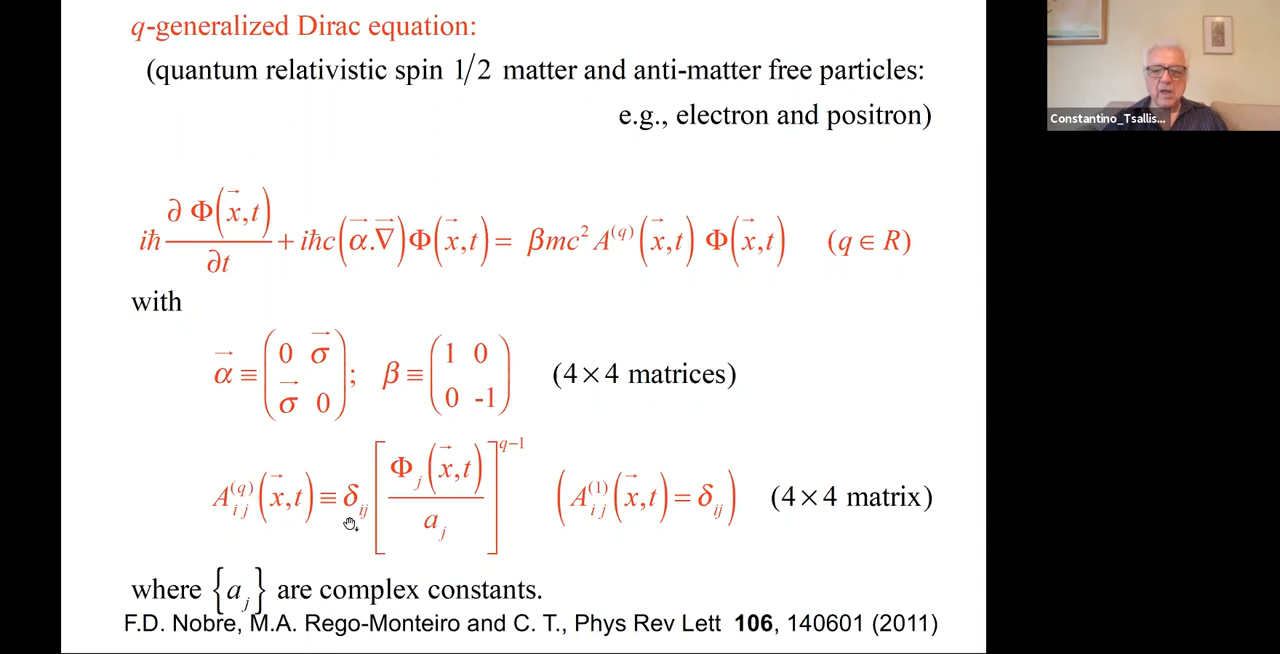 q-generalized Dirac equation:
(quantum relativistic spin 1/2 matter and anti-matter free particles:
e.g., electron and positron)
Constantino_Tsallis...
iħ ∂Φ(x⃗,t)/∂t + iħc(α⃗.∇⃗)Φ(x⃗,t) = βmc² A^(q)(x⃗,t) Φ(x⃗,t) (q ∈ R)
with
α⃗ ≡ (0 σ⃗; σ⃗ 0); β ≡ (1 0; 0 -1) (4×4 matrices)
A_ij^(q)(x⃗,t) ≡ δ_ij [Φ_j(x⃗,t)/a_j]^(q−1) (A_ij^(1)(x⃗,t) = δ_ij) (4×4 matrix)
where {a_j} are complex constants.
F.D. Nobre, M.A. Rego-Monteiro and C. T., Phys Rev Lett 106, 140601 (2011)